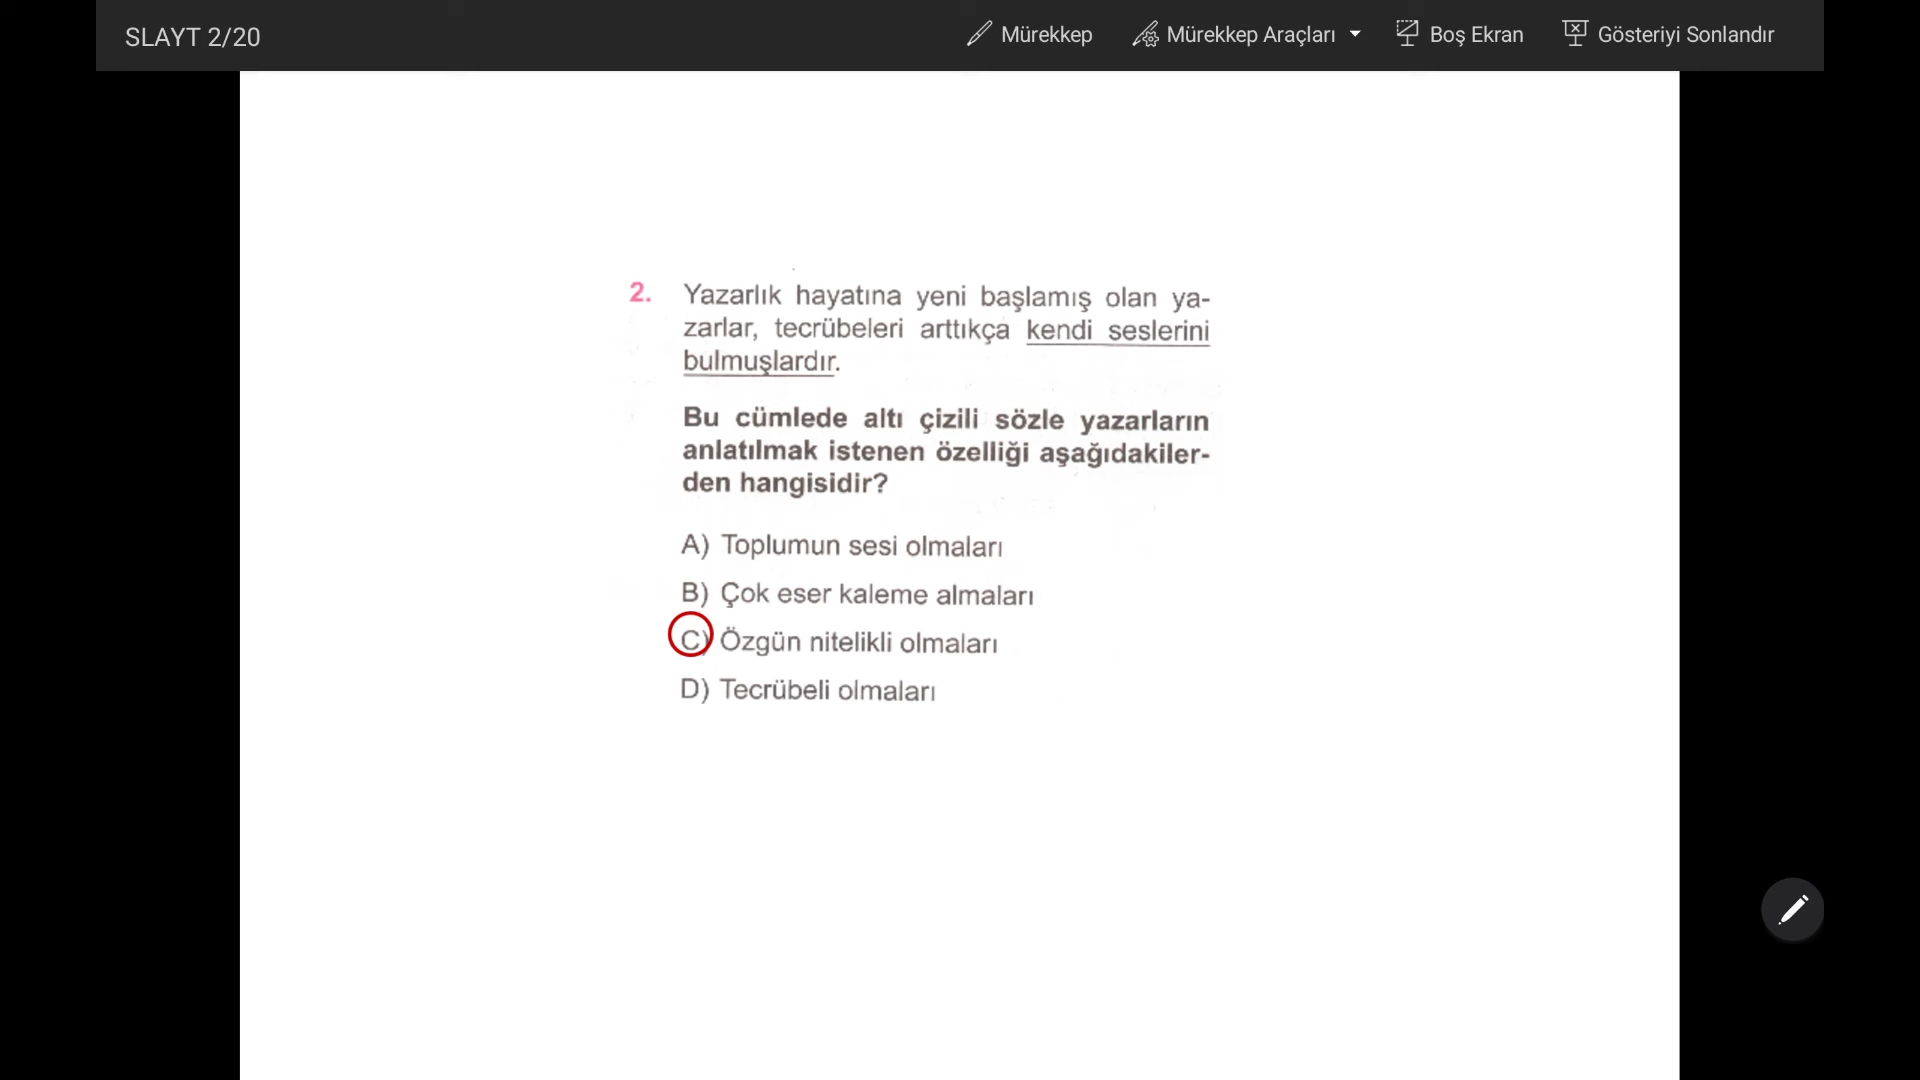 SLAYT 2/20
Mürekkep
Mürekkep Araçları
Boş Ekran
Gösteriyi Sonlandır
2. Yazarlık hayatına yeni başlamış olan ya-
zarlar, tecrübeleri arttıkça kendi seslerini
bulmuşlardır.
Bu cümlede altı çizili sözle yazarların
anlatılmak istenen özelliği aşağıdakiler-
den hangisidir?
A) Toplumun sesi olmaları
B) Çok eser kaleme almaları
C) Özgün nitelikli olmaları
D) Tecrübeli olmaları